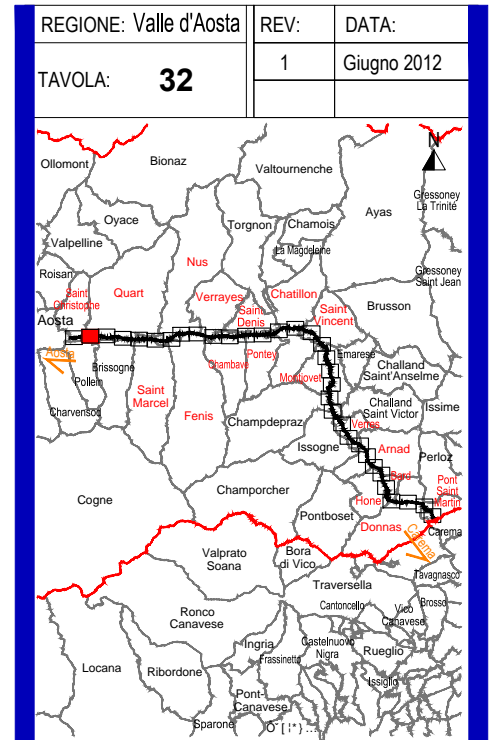 REGIONE: Valle d'Aosta
REV:
DATA:
TAVOLA: 32
1
Giugno 2012
N
Ollomont
Bionaz
Valtournenche
Gressoney
La Trinité
Oyace
Torgnon
Chamois
Ayas
Valpelline
La Magdeleine
Nus
Roisan
Gressoney
Saint Jean
Saint
Christophe
Quart
Verrayes
Chatillon
Saint
Denis
Saint
Vincent
Brusson
Aosta
Aosta
Brissogne
Chambave
Pontey
Emarese
Pollein
Saint
Marcel
Montjovet
Challand
Saint'Anselme
Charvensod
Fenis
Champdepraz
Challand
Saint Victor
Issime
Verres
Issogne
Arnad
Perloz
Bard
Pont
Saint
Martin
Cogne
Champorcher
Hone
Pontboset
Donnas
Carema
Carema
Valprato
Soana
Bora
di Vico
Tavagnasco
Traversella
Ronco
Canavese
Cantoncello
Vico
Canavese
Brosso
Ingria
Castelnuovo
Nigra
Rueglio
Frassinetto
Locana
Ribordone
Issiglio
Pont-
Canavese
Sparone